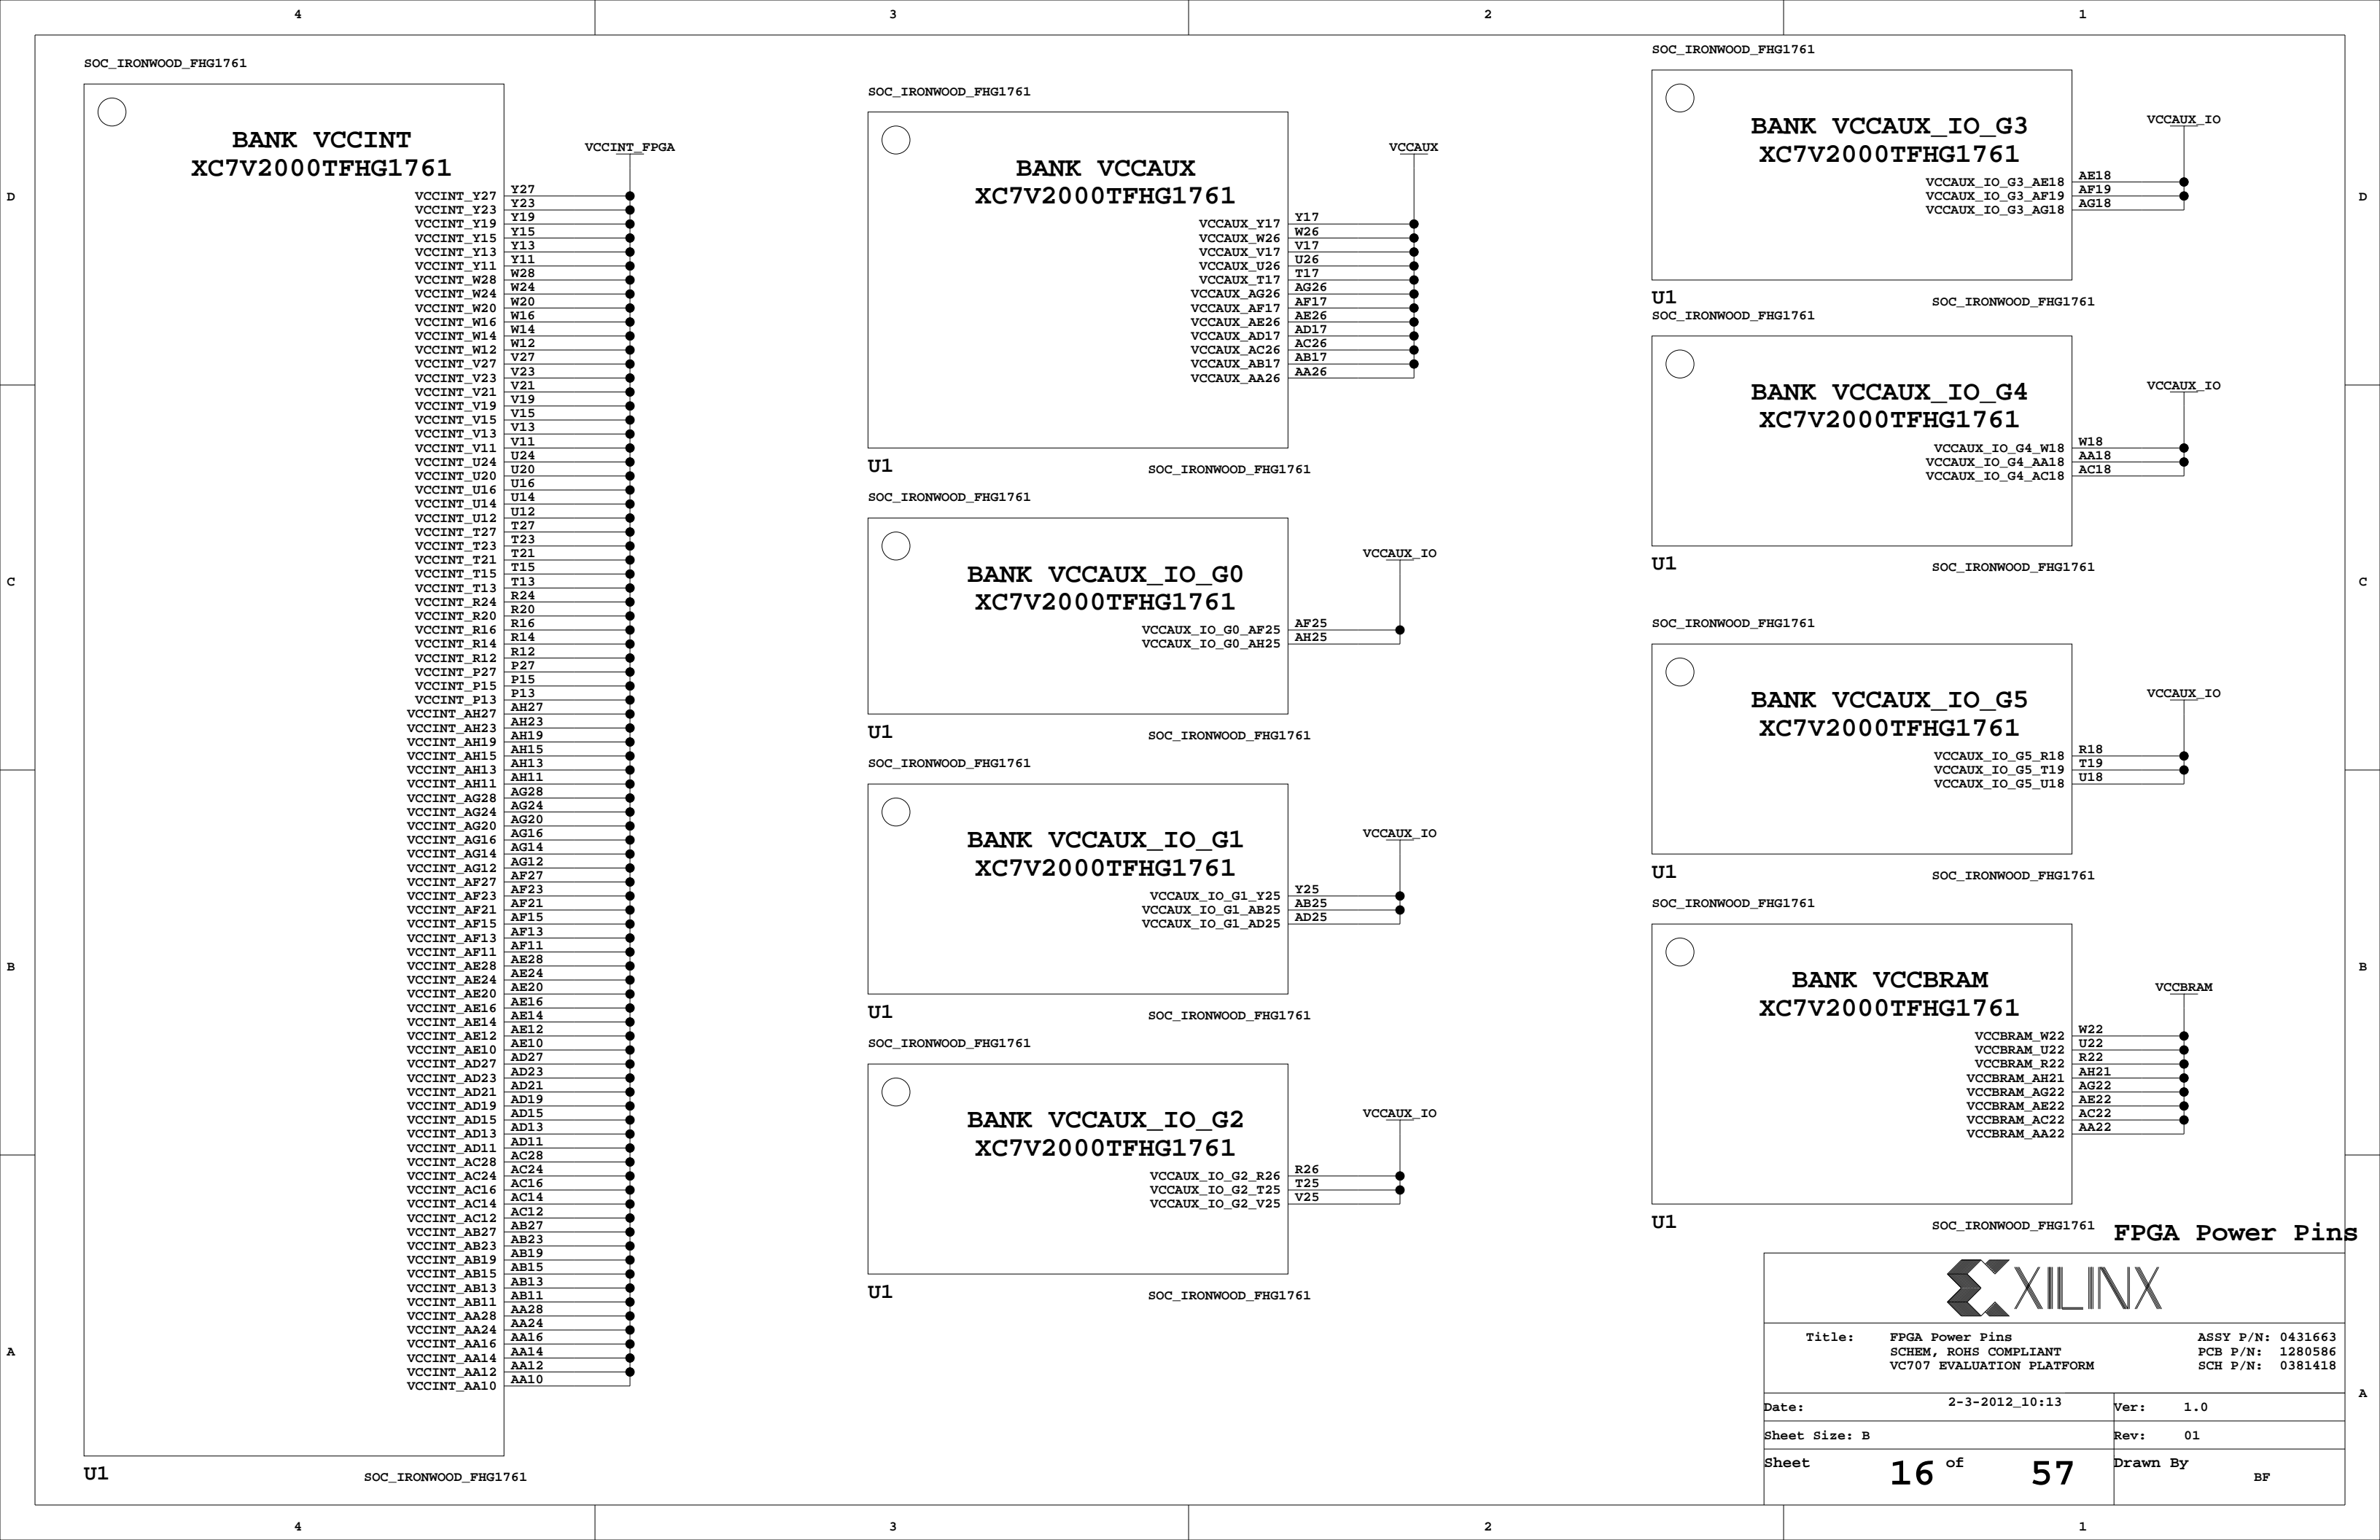 4 3 2 1
SOC_IRONWOOD_FHG1761
BANK VCCINT
XC7V2000TFHG1761
VCCINT_FPGA
VCCINT_Y27 Y27
VCCINT_Y23 Y23
VCCINT_Y19 Y19
VCCINT_Y15 Y15
VCCINT_Y13 Y13
VCCINT_Y11 Y11
VCCINT_W28 W28
VCCINT_W24 W24
VCCINT_W20 W20
VCCINT_W16 W16
VCCINT_W14 W14
VCCINT_W12 W12
VCCINT_V27 V27
VCCINT_V23 V23
VCCINT_V21 V21
VCCINT_V19 V19
VCCINT_V15 V15
VCCINT_V13 V13
VCCINT_V11 V11
VCCINT_U24 U24
VCCINT_U20 U20
VCCINT_U16 U16
VCCINT_U14 U14
VCCINT_U12 U12
VCCINT_T27 T27
VCCINT_T23 T23
VCCINT_T21 T21
VCCINT_T15 T15
VCCINT_T13 T13
VCCINT_R24 R24
VCCINT_R20 R20
VCCINT_R16 R16
VCCINT_R14 R14
VCCINT_R12 R12
VCCINT_P27 P27
VCCINT_P15 P15
VCCINT_P13 P13
VCCINT_AH27 AH27
VCCINT_AH23 AH23
VCCINT_AH19 AH19
VCCINT_AH15 AH15
VCCINT_AH13 AH13
VCCINT_AH11 AH11
VCCINT_AG28 AG28
VCCINT_AG24 AG24
VCCINT_AG20 AG20
VCCINT_AG16 AG16
VCCINT_AG14 AG14
VCCINT_AG12 AG12
VCCINT_AF27 AF27
VCCINT_AF23 AF23
VCCINT_AF21 AF21
VCCINT_AF15 AF15
VCCINT_AF13 AF13
VCCINT_AF11 AF11
VCCINT_AE28 AE28
VCCINT_AE24 AE24
VCCINT_AE20 AE20
VCCINT_AE16 AE16
VCCINT_AE14 AE14
VCCINT_AE12 AE12
VCCINT_AE10 AE10
VCCINT_AD27 AD27
VCCINT_AD23 AD23
VCCINT_AD21 AD21
VCCINT_AD19 AD19
VCCINT_AD15 AD15
VCCINT_AD13 AD13
VCCINT_AD11 AD11
VCCINT_AC28 AC28
VCCINT_AC24 AC24
VCCINT_AC16 AC16
VCCINT_AC14 AC14
VCCINT_AC12 AC12
VCCINT_AB27 AB27
VCCINT_AB23 AB23
VCCINT_AB19 AB19
VCCINT_AB15 AB15
VCCINT_AB13 AB13
VCCINT_AB11 AB11
VCCINT_AA28 AA28
VCCINT_AA24 AA24
VCCINT_AA16 AA16
VCCINT_AA14 AA14
VCCINT_AA12 AA12
VCCINT_AA10 AA10
U1 SOC_IRONWOOD_FHG1761
SOC_IRONWOOD_FHG1761
BANK VCCAUX
XC7V2000TFHG1761
VCCAUX
VCCAUX_Y17 Y17
VCCAUX_W26 W26
VCCAUX_V17 V17
VCCAUX_U26 U26
VCCAUX_T17 T17
VCCAUX_AG26 AG26
VCCAUX_AF17 AF17
VCCAUX_AE26 AE26
VCCAUX_AD17 AD17
VCCAUX_AC26 AC26
VCCAUX_AB17 AB17
VCCAUX_AA26 AA26
U1 SOC_IRONWOOD_FHG1761
SOC_IRONWOOD_FHG1761
BANK VCCAUX_IO_G0
XC7V2000TFHG1761
VCCAUX_IO
VCCAUX_IO_G0_AF25 AF25
VCCAUX_IO_G0_AH25 AH25
U1 SOC_IRONWOOD_FHG1761
SOC_IRONWOOD_FHG1761
BANK VCCAUX_IO_G1
XC7V2000TFHG1761
VCCAUX_IO
VCCAUX_IO_G1_Y25 Y25
VCCAUX_IO_G1_AB25 AB25
VCCAUX_IO_G1_AD25 AD25
U1 SOC_IRONWOOD_FHG1761
SOC_IRONWOOD_FHG1761
BANK VCCAUX_IO_G2
XC7V2000TFHG1761
VCCAUX_IO
VCCAUX_IO_G2_R26 R26
VCCAUX_IO_G2_T25 T25
VCCAUX_IO_G2_V25 V25
U1 SOC_IRONWOOD_FHG1761
SOC_IRONWOOD_FHG1761
BANK VCCAUX_IO_G3
XC7V2000TFHG1761
VCCAUX_IO
VCCAUX_IO_G3_AE18 AE18
VCCAUX_IO_G3_AF19 AF19
VCCAUX_IO_G3_AG18 AG18
U1 SOC_IRONWOOD_FHG1761
SOC_IRONWOOD_FHG1761
BANK VCCAUX_IO_G4
XC7V2000TFHG1761
VCCAUX_IO
VCCAUX_IO_G4_W18 W18
VCCAUX_IO_G4_AA18 AA18
VCCAUX_IO_G4_AC18 AC18
U1 SOC_IRONWOOD_FHG1761
SOC_IRONWOOD_FHG1761
BANK VCCAUX_IO_G5
XC7V2000TFHG1761
VCCAUX_IO
VCCAUX_IO_G5_R18 R18
VCCAUX_IO_G5_T19 T19
VCCAUX_IO_G5_U18 U18
U1 SOC_IRONWOOD_FHG1761
SOC_IRONWOOD_FHG1761
BANK VCCBRAM
XC7V2000TFHG1761
VCCBRAM
VCCBRAM_W22 W22
VCCBRAM_U22 U22
VCCBRAM_R22 R22
VCCBRAM_AH21 AH21
VCCBRAM_AG22 AG22
VCCBRAM_AE22 AE22
VCCBRAM_AC22 AC22
VCCBRAM_AA22 AA22
U1 SOC_IRONWOOD_FHG1761
FPGA Power Pins
XILINX
Title: FPGA Power Pins ASSY P/N: 0431663
SCHEM, ROHS COMPLIANT PCB P/N: 1280586
VC707 EVALUATION PLATFORM SCH P/N: 0381418
Date: 2-3-2012_10:13 Ver: 1.0
Sheet Size: B Rev: 01
Sheet 16 of 57 Drawn By BF
D D
C C
B B
A A
4 3 2 1